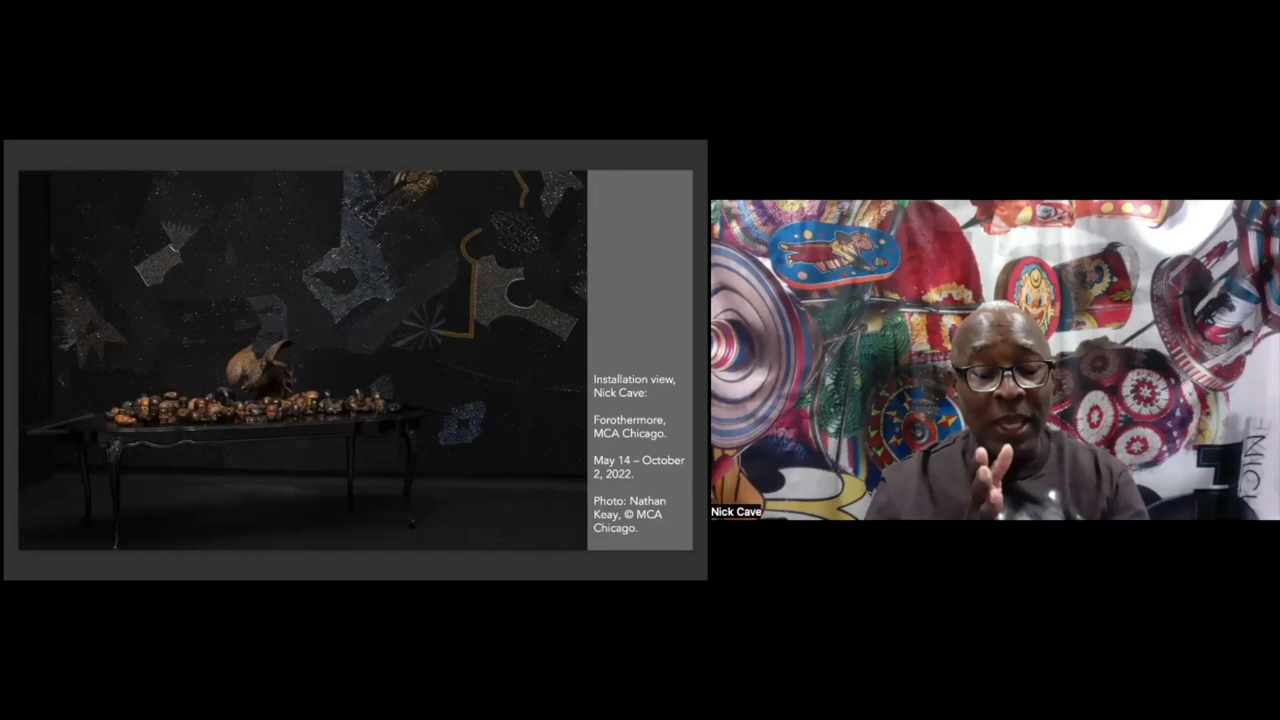 Installation view,
Nick Cave:
Forothermore,
MCA Chicago.
May 14 – October
2, 2022.
Photo: Nathan
Keay, © MCA
Chicago.
Nick Cave